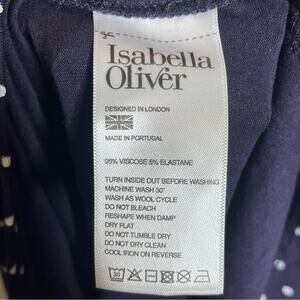 Isabella
Oliver
DESIGNED IN LONDON
MADE IN PORTUGAL
95% VISCOSE 5% ELASTANE
TURN INSIDE OUT BEFORE WASHING
MACHINE WASH 30°
WASH AS WOOL CYCLE
DO NOT BLEACH
RESHAPE WHEN DAMP
DRY FLAT
DO NOT TUMBLE DRY
DO NOT DRY CLEAN
COOL IRON ON REVERSE
30